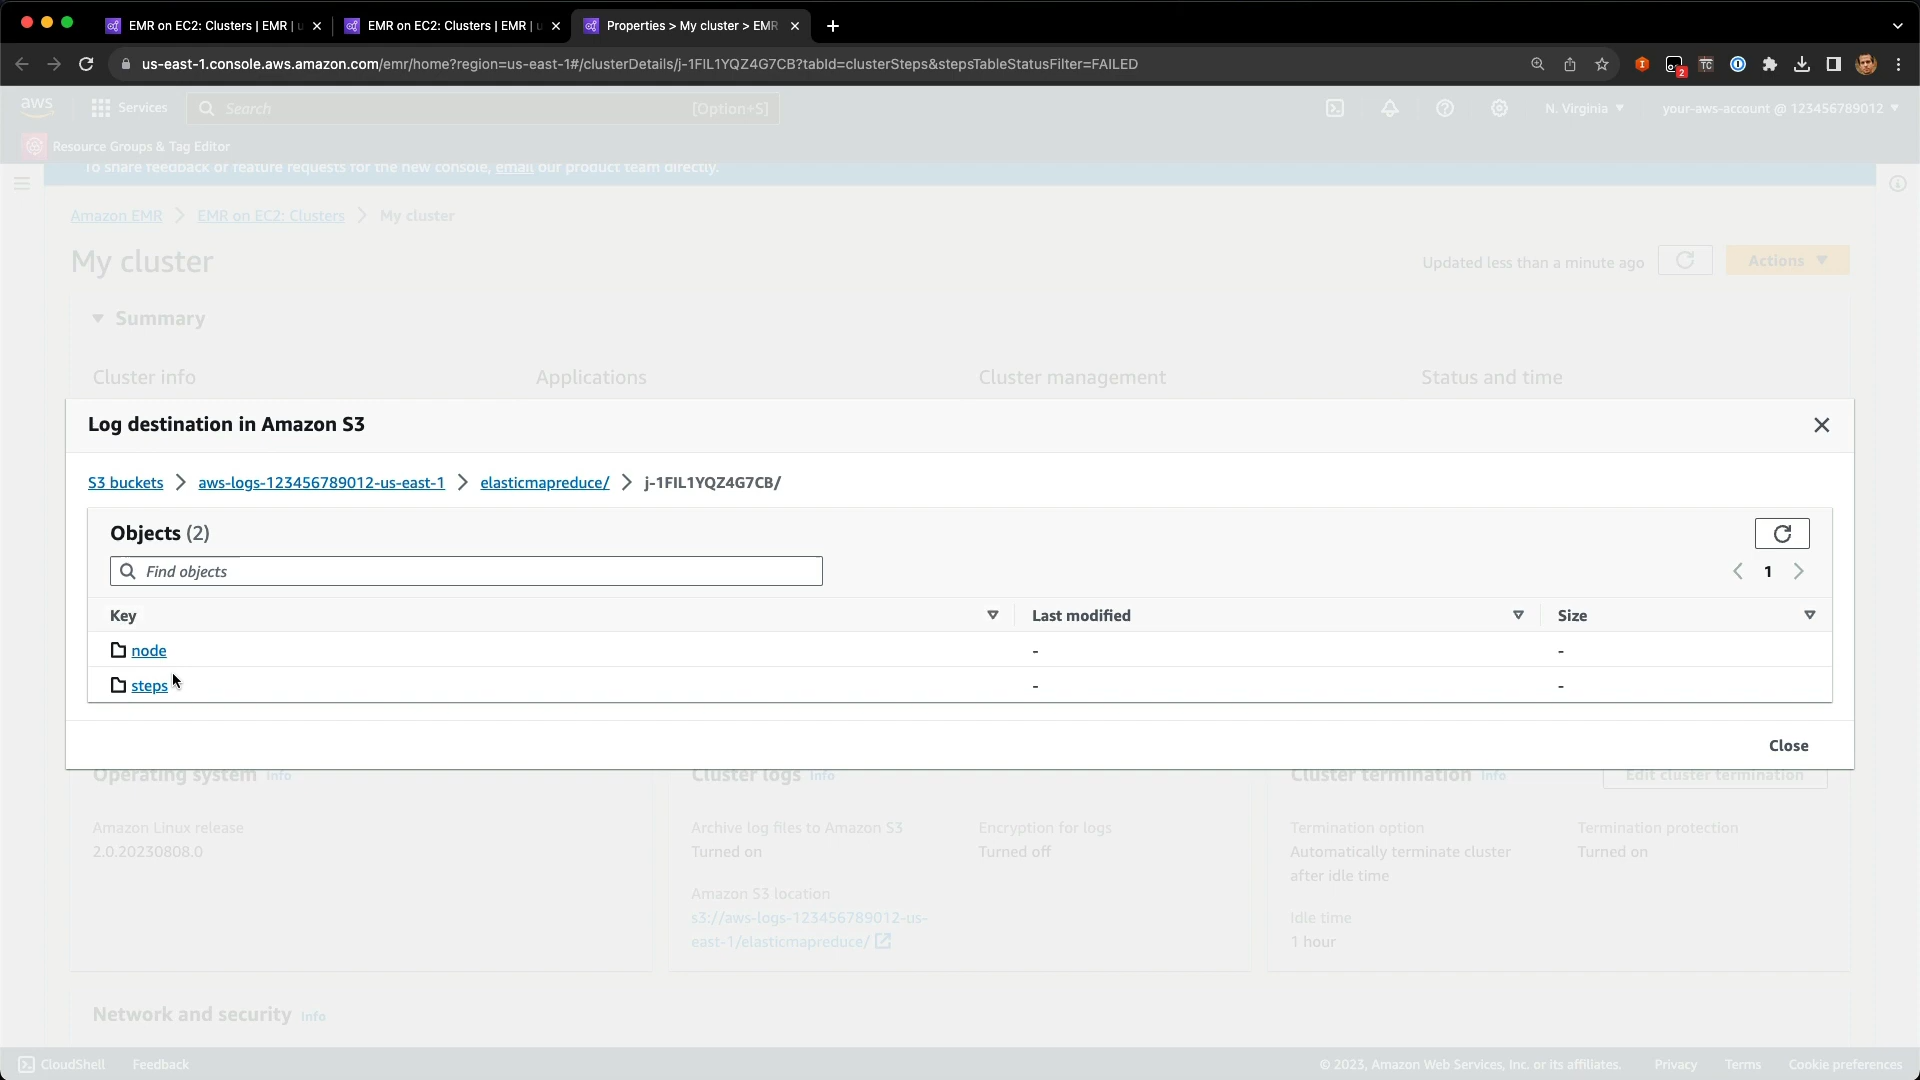 EMR on EC2: Clusters | EMR | u
EMR on EC2: Clusters | EMR | u
Properties > My cluster > EMR
us-east-1.console.aws.amazon.com/emr/home?region=us-east-1#/clusterDetails/j-1FIL1YQZ4G7CB?tabId=clusterSteps&stepsTableStatusFilter=FAILED
2
TC
aws
Services
Search
[Option+S]
N. Virginia
your-aws-account @ 123456789012
Resource Groups & Tag Editor
To share feedback or feature requests for the new console, email our product team directly.
Amazon EMR
EMR on EC2: Clusters
My cluster
My cluster
Updated less than a minute ago
Actions
Summary
Cluster info
Applications
Cluster management
Status and time
Log destination in Amazon S3
S3 buckets
aws-logs-123456789012-us-east-1
elasticmapreduce/
j-1FIL1YQZ4G7CB/
Objects (2)
Find objects
1
Key
Last modified
Size
node
-
-
steps
-
-
Close
Operating system Info
Cluster logs Info
Cluster termination Info
Edit cluster termination
Amazon Linux release
2.0.20230808.0
Archive log files to Amazon S3
Turned on
Encryption for logs
Turned off
Termination option
Automatically terminate cluster
after idle time
Termination protection
Turned on
Amazon S3 location
s3://aws-logs-123456789012-us-
east-1/elasticmapreduce/
Idle time
1 hour
Network and security Info
CloudShell
Feedback
© 2023, Amazon Web Services, Inc. or its affiliates.
Privacy
Terms
Cookie preferences